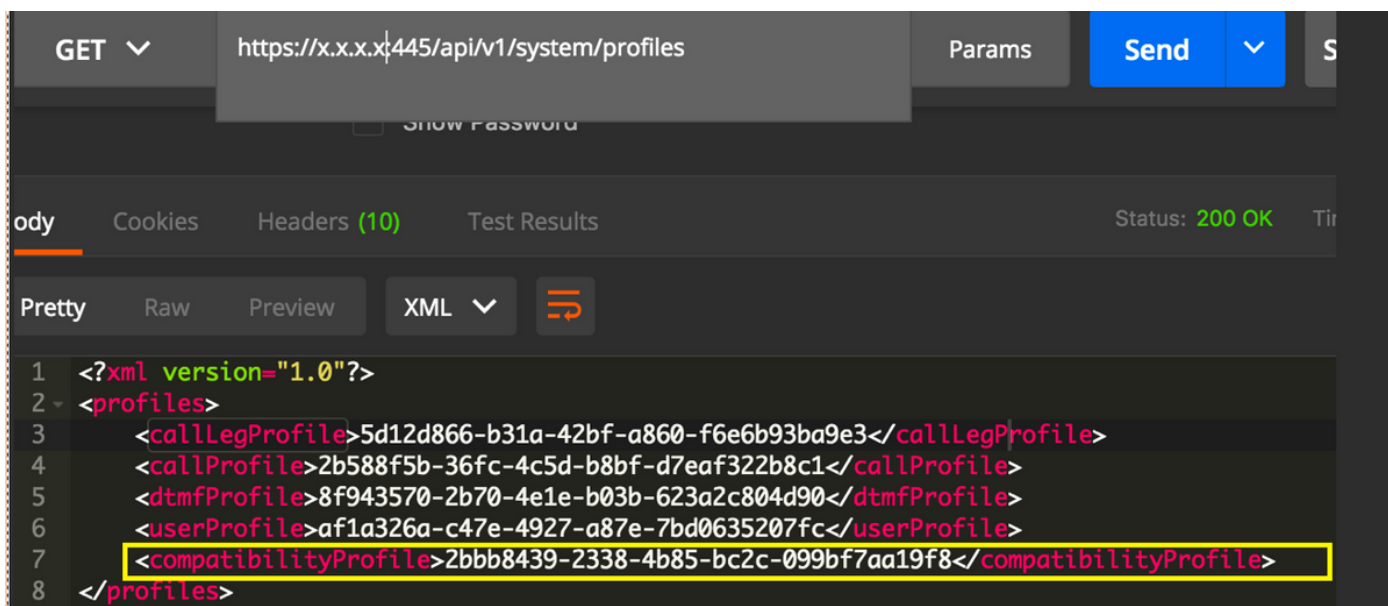 GET https://x.x.x.x:445/api/v1/system/profiles Params Send S
Show Password
ody Cookies Headers (10) Test Results Status: 200 OK Tir
Pretty Raw Preview XML
1 <?xml version="1.0"?>
2 <profiles>
3 <callLegProfile>5d12d866-b31a-42bf-a860-f6e6b93ba9e3</callLegProfile>
4 <callProfile>2b588f5b-36fc-4c5d-b8bf-d7eaf322b8c1</callProfile>
5 <dtmfProfile>8f943570-2b70-4e1e-b03b-623a2c804d90</dtmfProfile>
6 <userProfile>af1a326a-c47e-4927-a87e-7bd0635207fc</userProfile>
7 <compatibilityProfile>2bbb8439-2338-4b85-bc2c-099bf7aa19f8</compatibilityProfile>
8 </profiles>